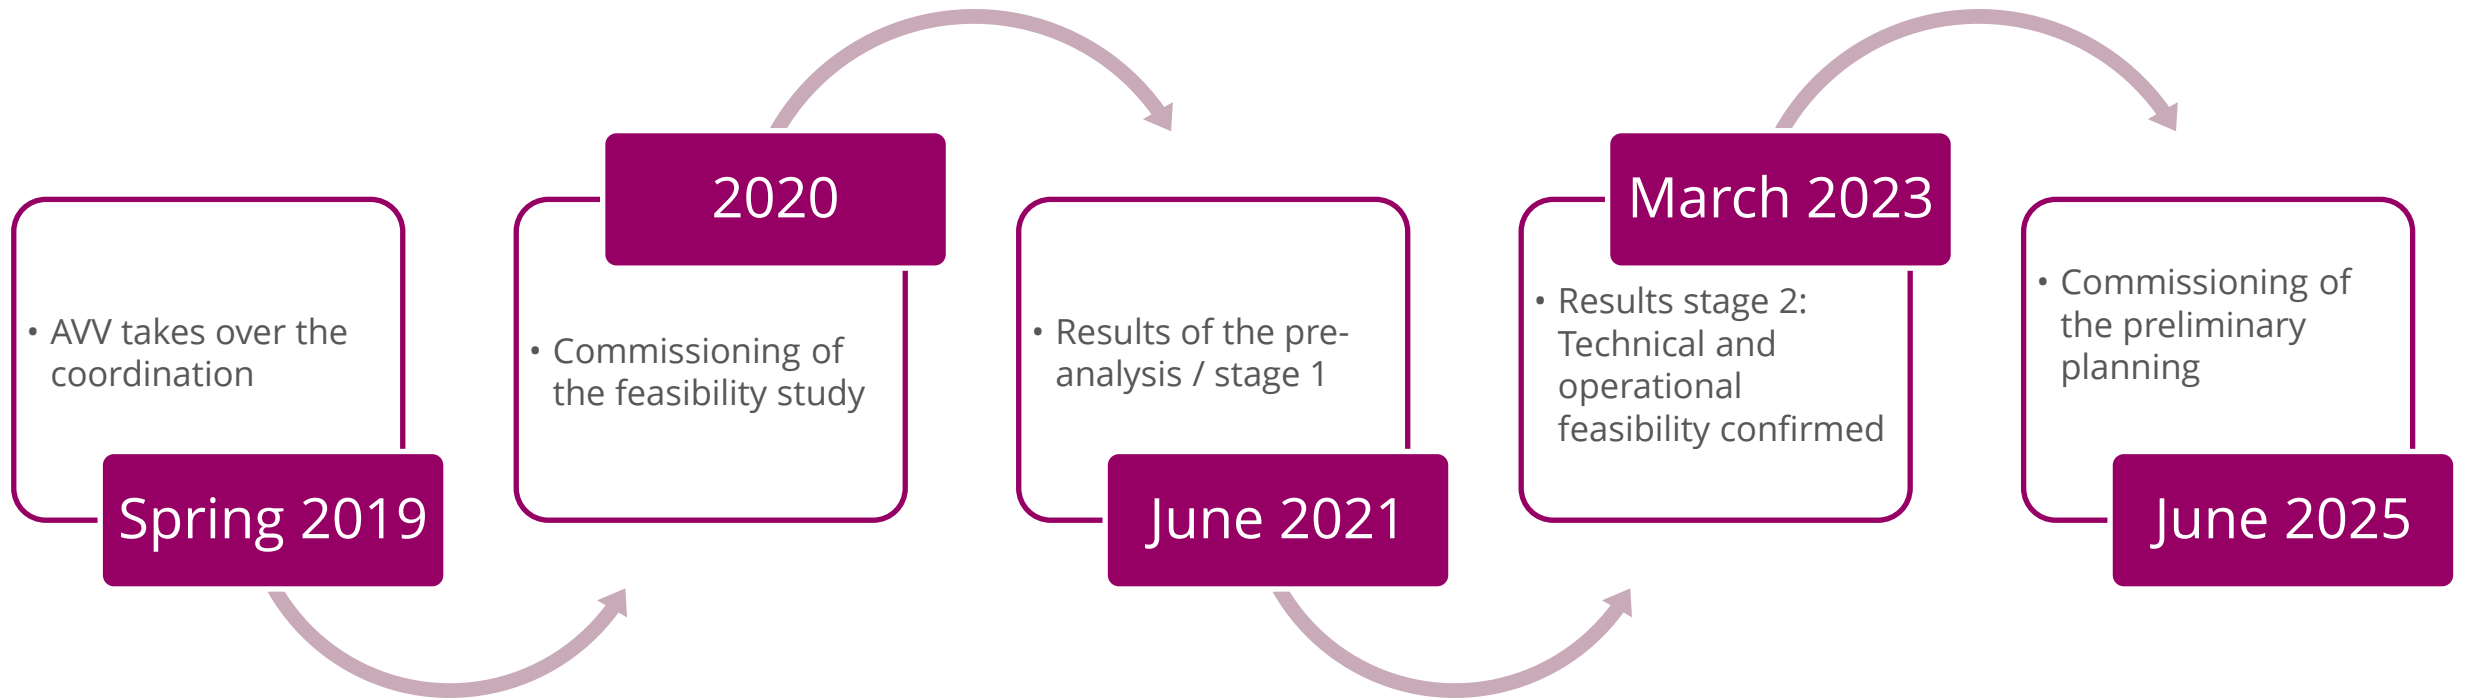 • AVV takes over the
coordination
Spring 2019
2020
• Commissioning of
the feasibility study
• Results of the pre-
analysis / stage 1
June 2021
March 2023
• Results stage 2:
Technical and
operational
feasibility confirmed
• Commissioning of
the preliminary
planning
June 2025